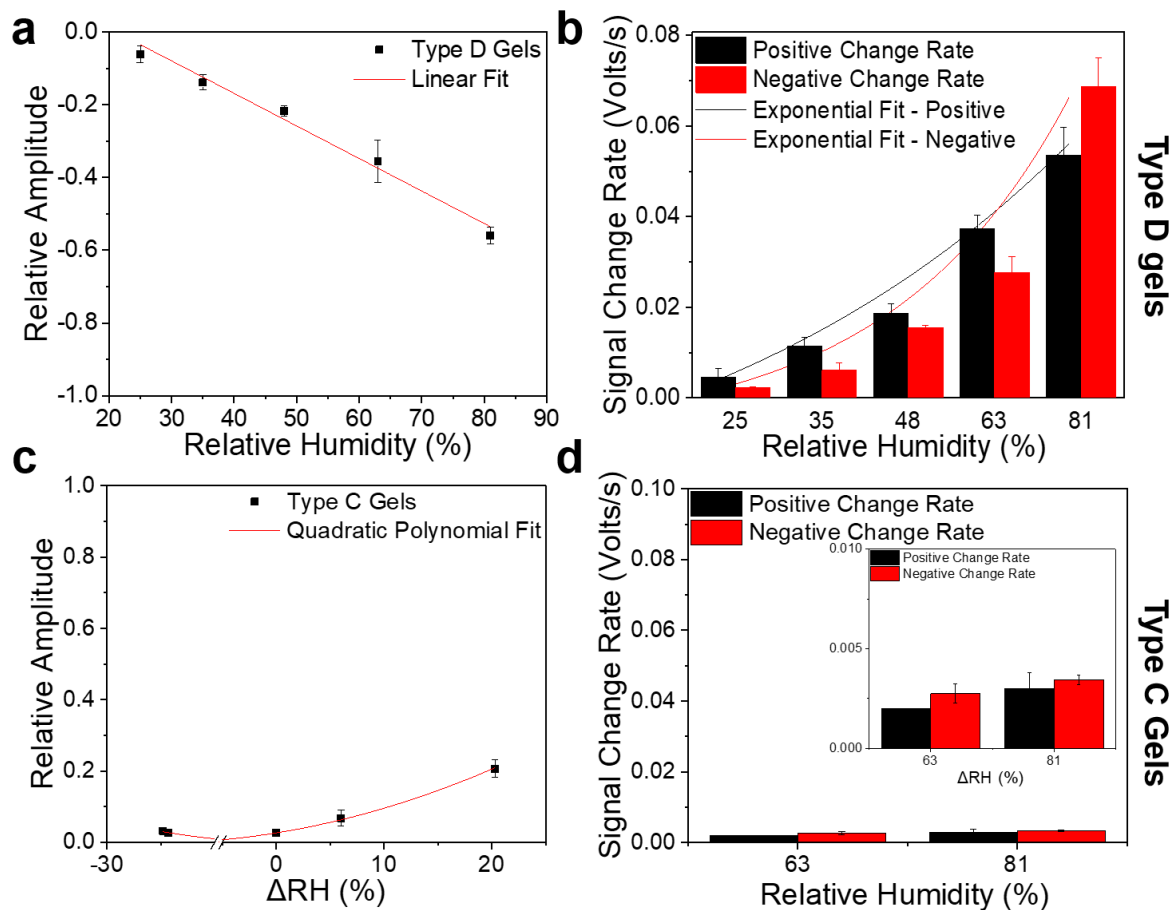 a
0.0
-0.2
-0.4
-0.6
-0.8
-1.0
Relative Amplitude
Type D Gels
Linear Fit
20 30 40 50 60 70 80 90
Relative Humidity (%)
b
0.08
0.06
0.04
0.02
0.00
Signal Change Rate (Volts/s)
Positive Change Rate
Negative Change Rate
Exponential Fit - Positive
Exponential Fit - Negative
25 35 48 63 81
Relative Humidity (%)
Type D gels
c
1.0
0.8
0.6
0.4
0.2
0.0
Relative Amplitude
Type C Gels
Quadratic Polynomial Fit
-30 0 10 20
ΔRH (%)
d
0.10
0.08
0.06
0.04
0.02
0.00
Signal Change Rate (Volts/s)
Positive Change Rate
Negative Change Rate
0.010
0.005
0.000
Positive Change Rate
Negative Change Rate
63 81
ΔRH (%)
63 81
Relative Humidity (%)
Type C Gels